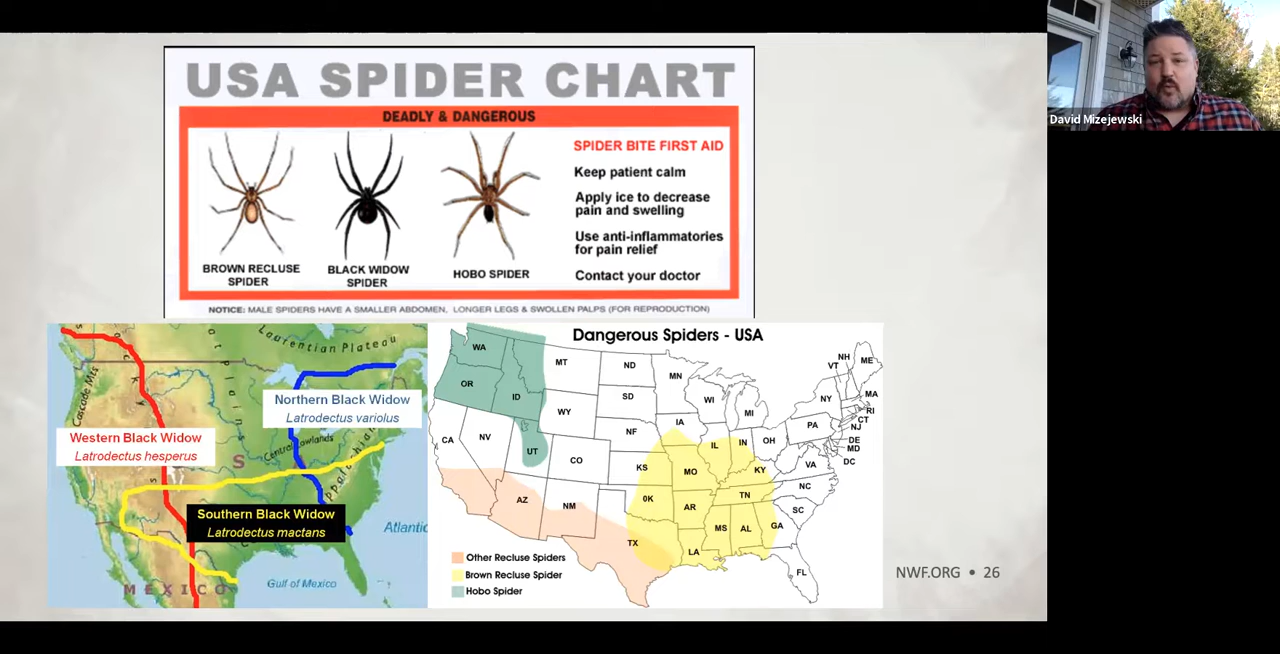 USA SPIDER CHART
DEADLY & DANGEROUS
BROWN RECLUSE
SPIDER
BLACK WIDOW
SPIDER
HOBO SPIDER
SPIDER BITE FIRST AID
Keep patient calm
Apply ice to decrease
pain and swelling
Use anti-inflammatories
for pain relief
Contact your doctor
NOTICE: MALE SPIDERS HAVE A SMALLER ABDOMEN, LONGER LEGS & SWOLLEN PALPS (FOR REPRODUCTION)
Laurentian Plateau
Cascade Mts
Northern Black Widow
Latrodectus variolus
Western Black Widow
Latrodectus hesperus
Central Lowlands
S
Southern Black Widow
Latrodectus mactans
Atlantic
Gulf of Mexico
MEXICO
Dangerous Spiders - USA
WA
OR
ID
MT
ND
MN
SD
WY
WI
MI
NF
IA
CA
NV
UT
CO
KS
MO
IL
IN
OH
KY
PA
NY
VT
NH
ME
MA
RI
CT
NJ
DE
MD
DC
VA
NC
TN
SC
AZ
NM
OK
AR
MS
AL
GA
TX
LA
FL
Other Recluse Spiders
Brown Recluse Spider
Hobo Spider
NWF.ORG • 26
David Mizejewski